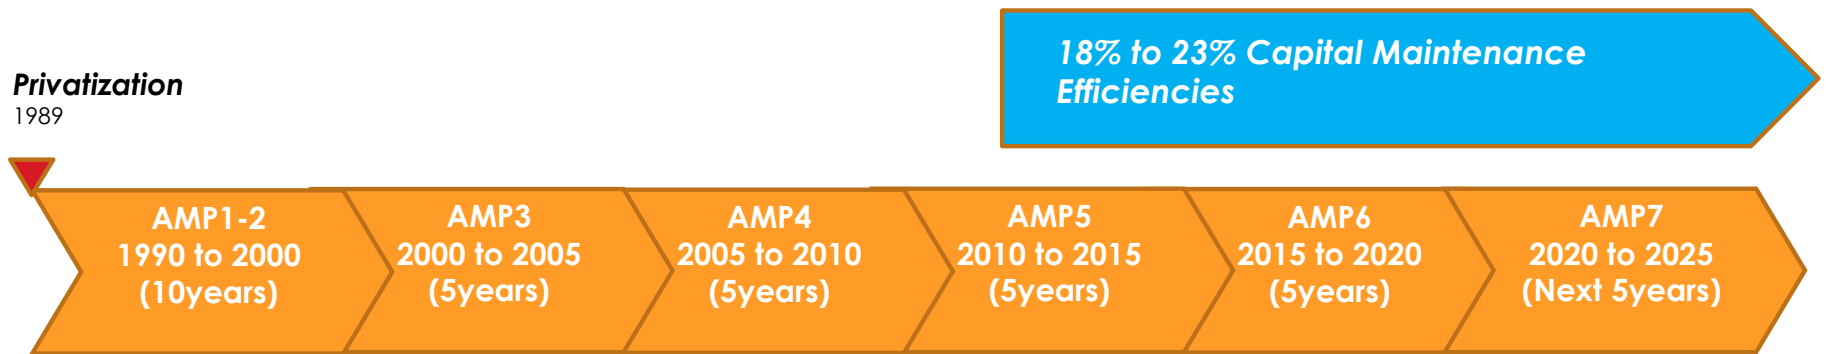 18% to 23% Capital Maintenance
Efficiencies
Privatization
1989
AMP1-2
1990 to 2000
(10years)
AMP3
2000 to 2005
(5years)
AMP4
2005 to 2010
(5years)
AMP5
2010 to 2015
(5years)
AMP6
2015 to 2020
(5years)
AMP7
2020 to 2025
(Next 5years)